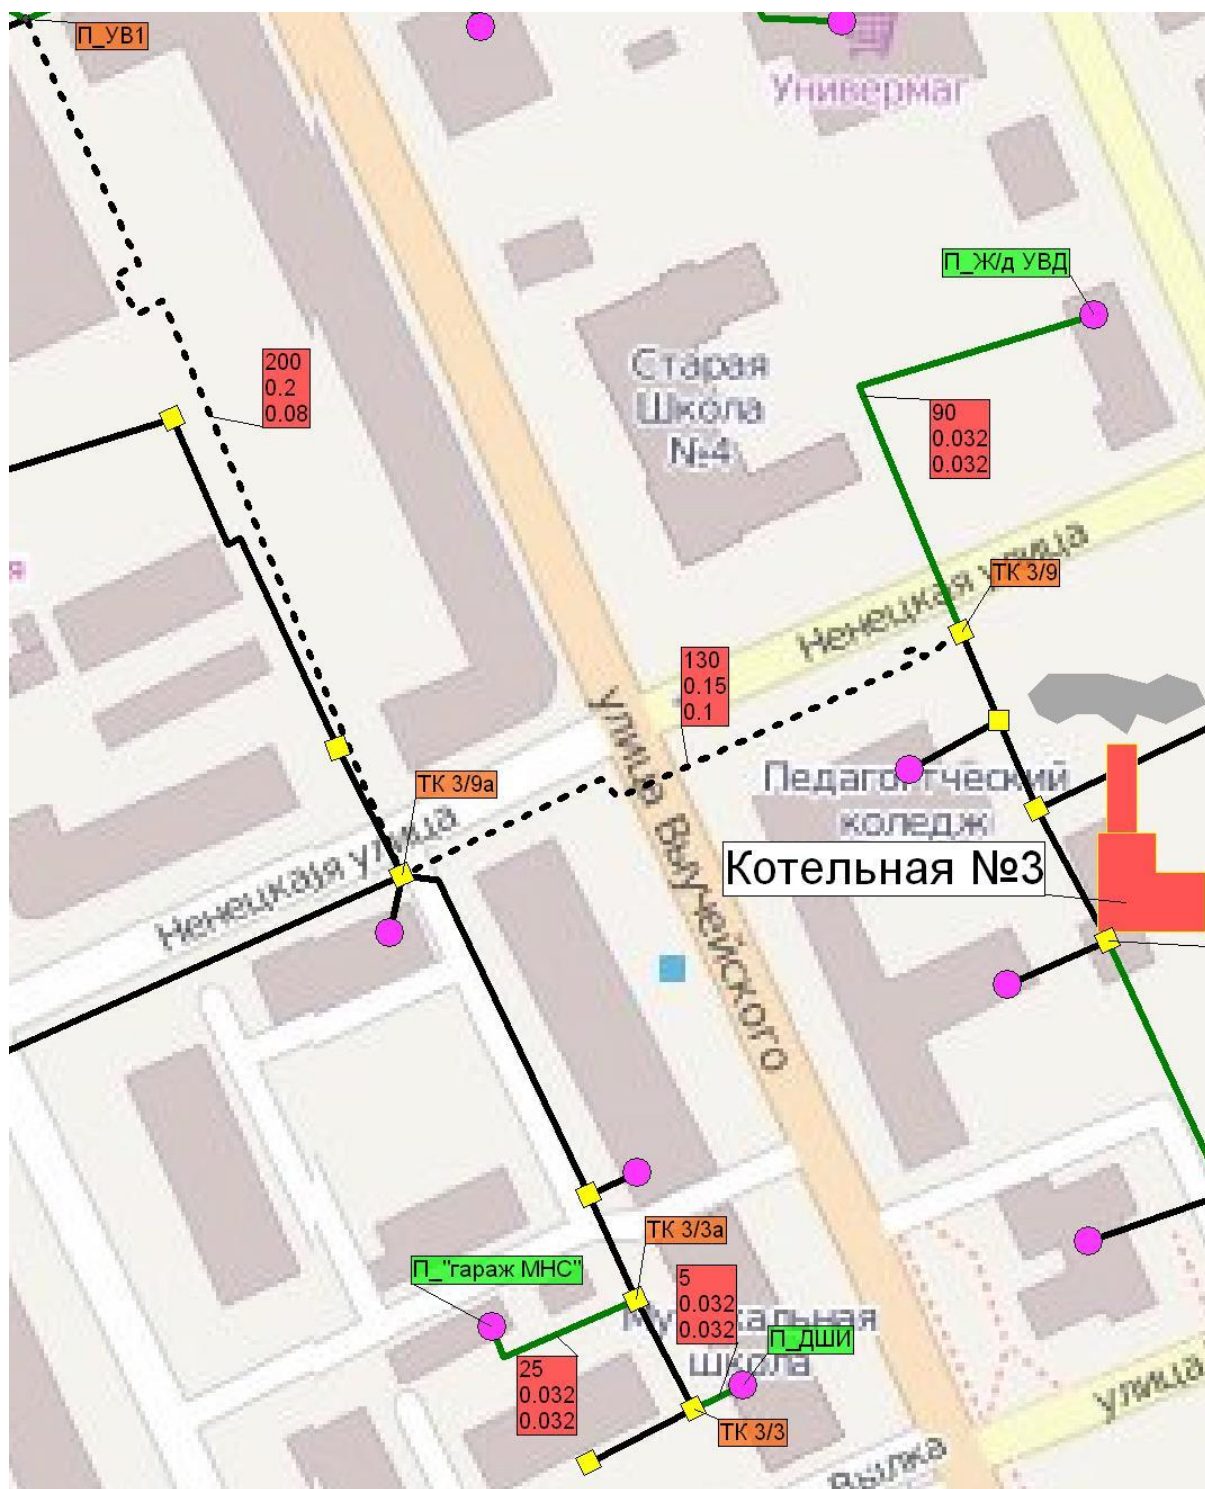 П_УВ1
Универмаг
П_Ж/д УВД
200
0.2
0.08
Старая
Школа
№4
90
0.032
0.032
я
ТК 3/9
Ненецкая улица
130
0.15
0.1
улица Выучейского
ТК 3/9а
Педагогический
коледж
Котельная №3
Ненецкая улица
ТК 3/3а
П_"гараж МНС"
5
0.032
0.032
Музыкальная
школа
П_ДШИ
25
0.032
0.032
ТК 3/3
улица
Вылка